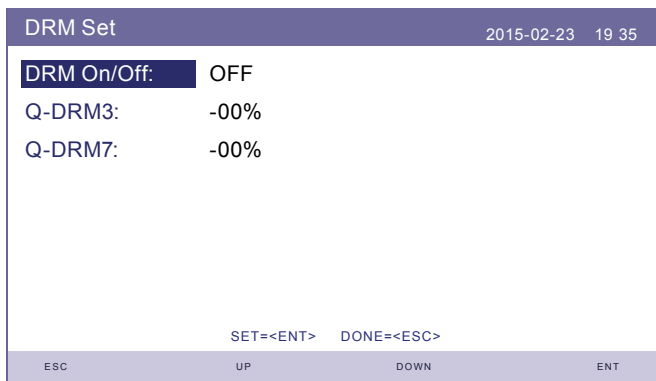 DRM Set 2015-02-23 19 35
DRM On/Off: OFF
Q-DRM3: -00%
Q-DRM7: -00%
SET=<ENT> DONE=<ESC>
ESC UP DOWN ENT